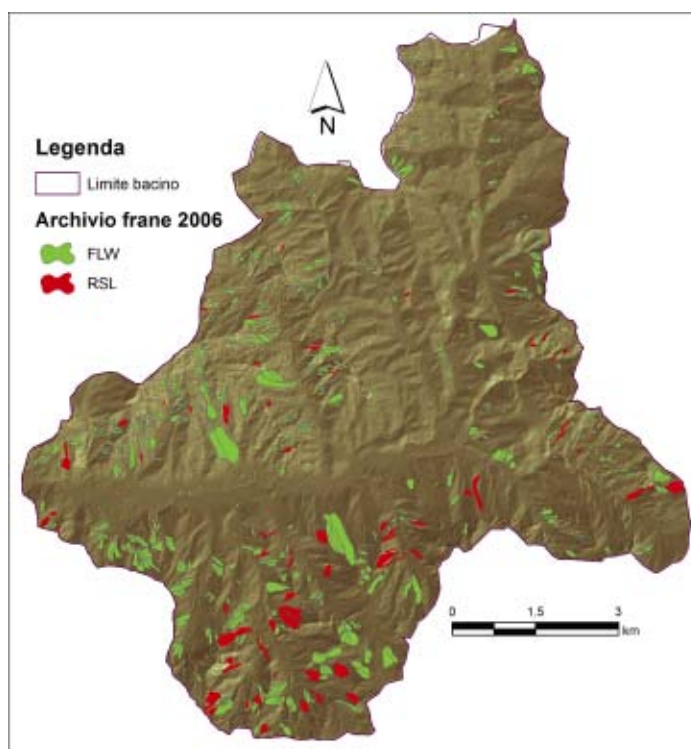 N
Legenda
Limite bacino
Archivio frane 2006
FLW
RSL
0 1.5 3
km